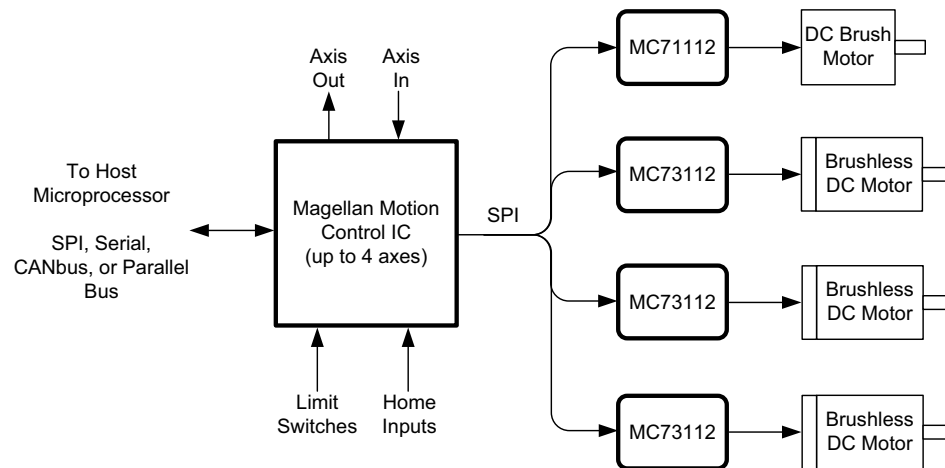 Axis
Out
Axis
In
To Host
Microprocessor
SPI, Serial,
CANbus, or Parallel
Bus
Magellan Motion
Control IC
(up to 4 axes)
Limit
Switches
Home
Inputs
SPI
MC71112
DC Brush
Motor
MC73112
Brushless
DC Motor
MC73112
Brushless
DC Motor
MC73112
Brushless
DC Motor